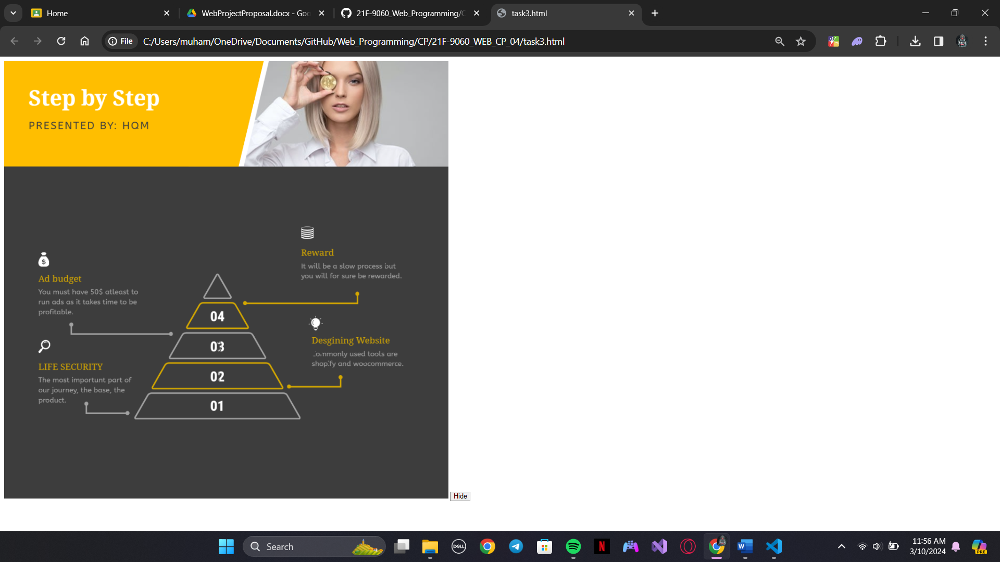 Home
WebProjectProposal.docx - Goo
21F-9060_Web_Programming/C
task3.html
File
C:/Users/muham/OneDrive/Documents/GitHub/Web_Programming/CP/21F-9060_WEB_CP_04/task3.html
Step by Step
PRESENTED BY: HQM
Reward
It will be a slow process but
you will for sure be rewarded.
$
Ad budget
You must have 50$ atleast to
run ads as it takes time to be
profitable.
04
03
Desgining Website
nmonly used tools are
shopify and woocommerce.
LIFE SECURITY
The most importunt part of
our journey, the base, the
product.
02
01
Hide
Search
DELL
N
W
11:56 AM
3/10/2024
PRE